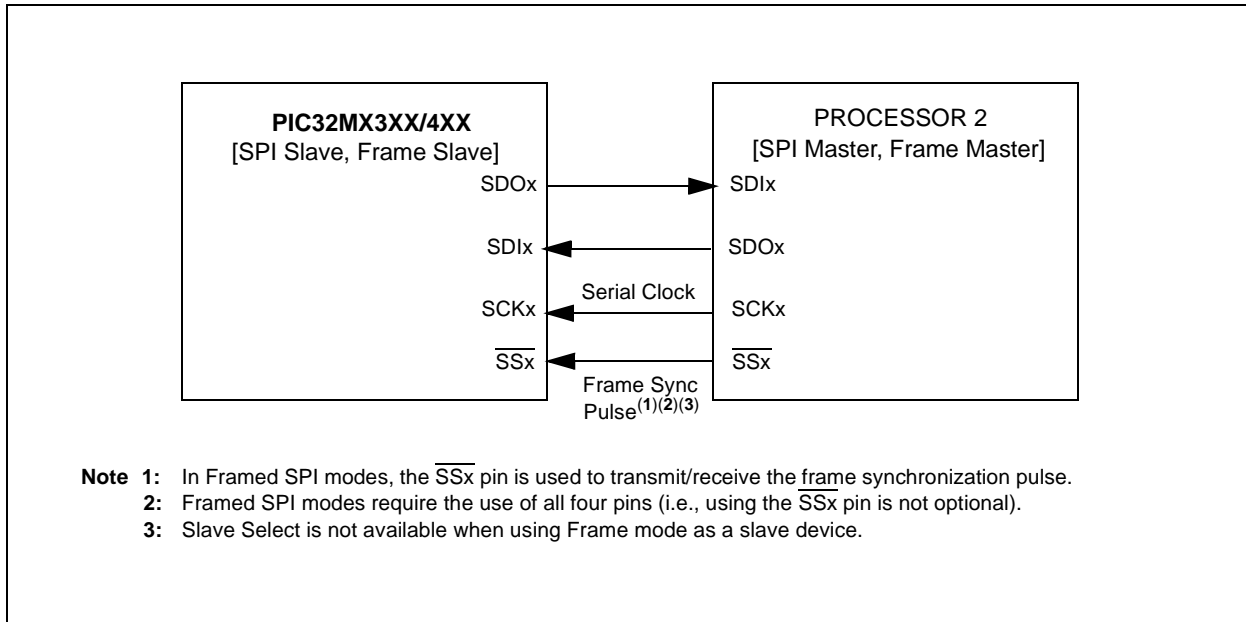 PIC32MX3XX/4XX
[SPI Slave, Frame Slave]
SDOx
SDIx
SCKx
SSx
PROCESSOR 2
[SPI Master, Frame Master]
SDIx
SDOx
SCKx
SSx
Serial Clock
Frame Sync
Pulse(1)(2)(3)
Note 1: In Framed SPI modes, the SSx pin is used to transmit/receive the frame synchronization pulse.
2: Framed SPI modes require the use of all four pins (i.e., using the SSx pin is not optional).
3: Slave Select is not available when using Frame mode as a slave device.